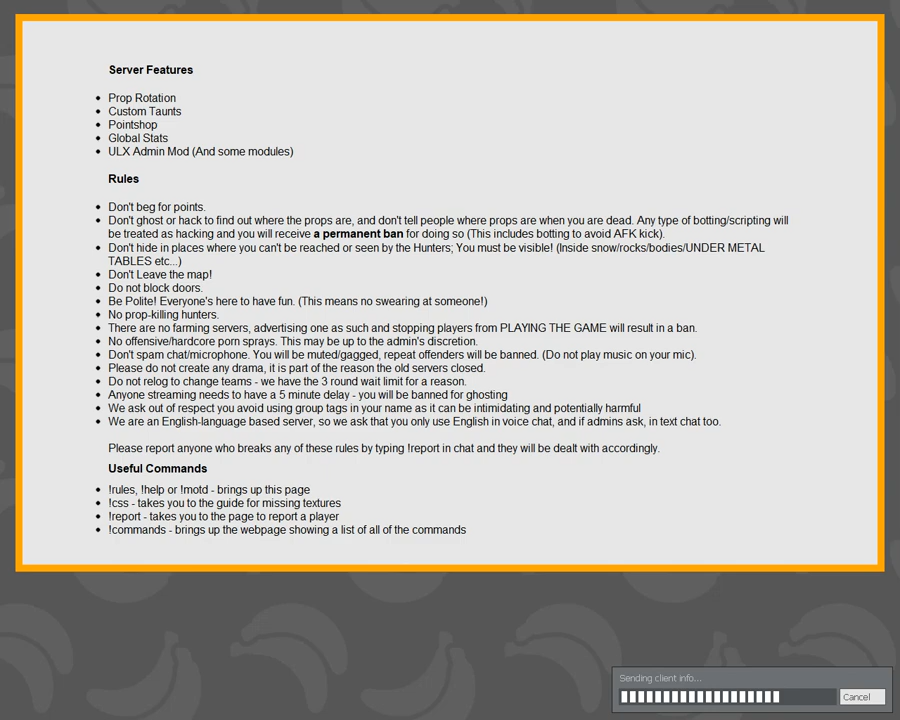 Server Features
Prop Rotation
Custom Taunts
Pointshop
Global Stats
ULX Admin Mod (And some modules)
Rules
Don't beg for points.
Don't ghost or hack to find out where the props are, and don't tell people where props are when you are dead. Any type of botting/scripting will
be treated as hacking and you will receive a permanent ban for doing so (This includes botting to avoid AFK kick).
Don't hide in places where you can't be reached or seen by the Hunters; You must be visible! (Inside snow/rocks/bodies/UNDER METAL
TABLES etc...)
Don't Leave the map!
Do not block doors.
Be Polite! Everyone's here to have fun. (This means no swearing at someone!)
No prop-killing hunters.
There are no farming servers, advertising one as such and stopping players from PLAYING THE GAME will result in a ban.
No offensive/hardcore porn sprays. This may be up to the admin's discretion.
Don't spam chat/microphone. You will be muted/gagged, repeat offenders will be banned. (Do not play music on your mic).
Please do not create any drama, it is part of the reason the old servers closed.
Do not relog to change teams - we have the 3 round wait limit for a reason.
Anyone streaming needs to have a 5 minute delay - you will be banned for ghosting
We ask out of respect you avoid using group tags in your name as it can be intimidating and potentially harmful
We are an English-language based server, so we ask that you only use English in voice chat, and if admins ask, in text chat too.
Please report anyone who breaks any of these rules by typing !report in chat and they will be dealt with accordingly.
Useful Commands
!rules, !help or !motd - brings up this page
!css - takes you to the guide for missing textures
!report - takes you to the page to report a player
!commands - brings up the webpage showing a list of all of the commands
Sending client info...
Cancel